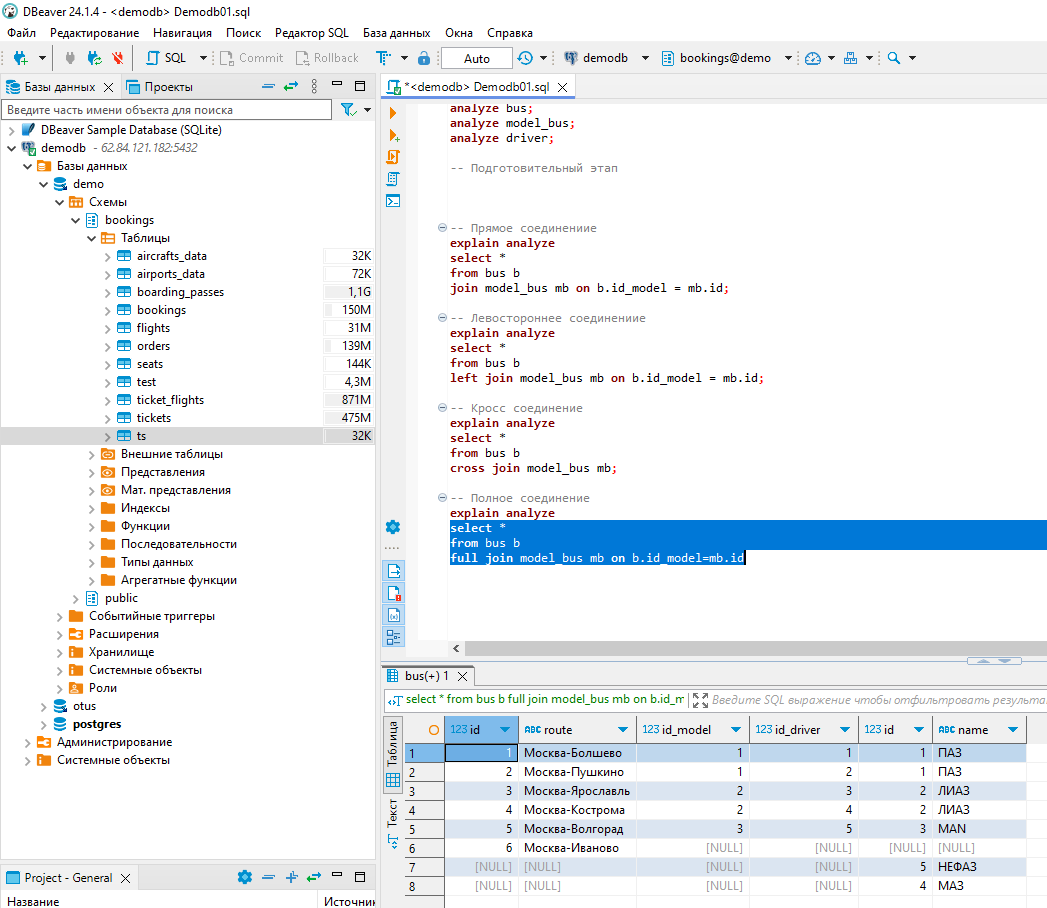 DBeaver 24.1.4 - <demodb> Demodb01.sql
Файл Редактирование Навигация Поиск Редактор SQL База данных Окна Справка
SQL Commit Rollback Auto demodb bookings@demo
Базы данных Проекты
*<demodb> Demodb01.sql
Введите часть имени объекта для поиска
DBeaver Sample Database (SQLite)
demodb - 62.84.121.182:5432
Базы данных
demo
Схемы
bookings
Таблицы
aircrafts_data 32K
airports_data 72K
boarding_passes 1,1G
bookings 150M
flights 31M
orders 139M
seats 144K
test 4,3M
ticket_flights 871M
tickets 475M
ts 32K
Внешние таблицы
Представления
Мат. представления
Индексы
Функции
Последовательности
Типы данных
Агрегатные функции
public
Событийные триггеры
Расширения
Хранилище
Системные объекты
Роли
otus
postgres
Администрирование
Системные объекты
Project - General
Название Источник
analyze bus;
analyze model_bus;
analyze driver;
-- Подготовительный этап
-- Прямое соединениие
explain analyze
select *
from bus b
join model_bus mb on b.id_model = mb.id;
-- Левостороннее соединениие
explain analyze
select *
from bus b
left join model_bus mb on b.id_model = mb.id;
-- Кросс соединение
explain analyze
select *
from bus b
cross join model_bus mb;
-- Полное соединение
explain analyze
select *
from bus b
full join model_bus mb on b.id_model=mb.id
bus(+) 1
select * from bus b full join model_bus mb on b.id_m Введите SQL выражение чтобы отфильтровать результа
Таблица
Текст
123 id ABC route 123 id_model 123 id_driver 123 id ABC name
1 1 Москва-Болшево 1 1 1 ПАЗ
2 2 Москва-Пушкино 1 2 1 ПАЗ
3 3 Москва-Ярославль 2 3 2 ЛИАЗ
4 4 Москва-Кострома 2 4 2 ЛИАЗ
5 5 Москва-Волгорад 3 5 3 MAN
6 6 Москва-Иваново [NULL] [NULL] [NULL] [NULL]
7 [NULL] [NULL] [NULL] [NULL] 5 НЕФАЗ
8 [NULL] [NULL] [NULL] [NULL] 4 МАЗ